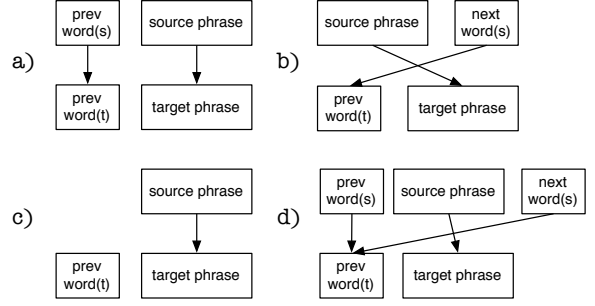 prev
word(s)
source phrase
a)
prev
word(t)
target phrase
source phrase
next
word(s)
b)
prev
word(t)
target phrase
source phrase
c)
prev
word(t)
target phrase
prev
word(s)
source phrase
next
word(s)
d)
prev
word(t)
target phrase